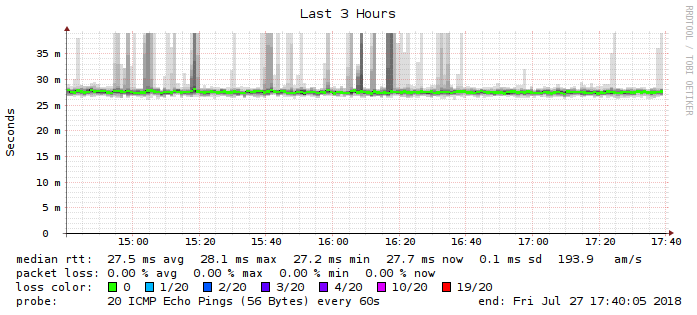 Last 3 Hours
RRDTOOL / TOBI OETIKER
Seconds
35 m
30 m
25 m
20 m
15 m
10 m
5 m
0
15:00 15:20 15:40 16:00 16:20 16:40 17:00 17:20 17:40
median rtt: 27.5 ms avg 28.1 ms max 27.2 ms min 27.7 ms now 0.1 ms sd 193.9 am/s
packet loss: 0.00 % avg 0.00 % max 0.00 % min 0.00 % now
loss color: 0 1/20 2/20 3/20 4/20 10/20 19/20
probe: 20 ICMP Echo Pings (56 Bytes) every 60s end: Fri Jul 27 17:40:05 2018